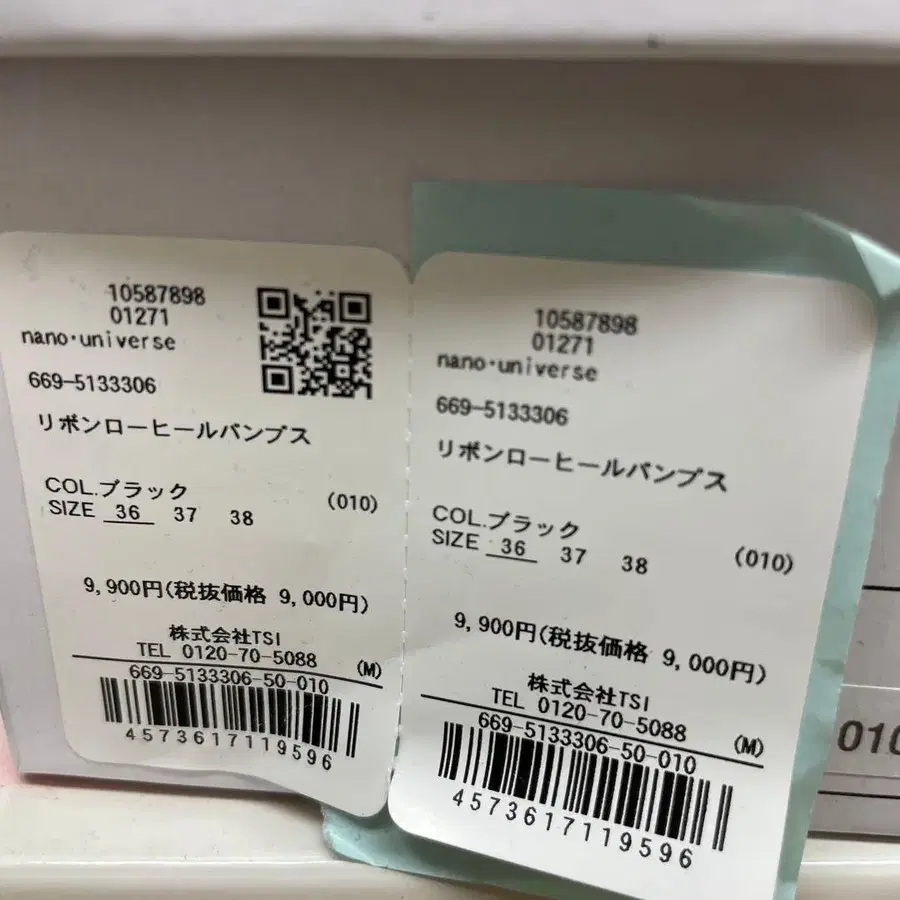 10587898
01271
nano・universe
669-5133306
リボンローヒールパンプス
COL.ブラック (010)
SIZE 36 37 38
9,900円(税抜価格 9,000円)
株式会社TSI
TEL 0120-70-5088 (M)
669-5133306-50-010
4573617119596
10587898
01271
nano・universe
669-5133306
リボンローヒールパンプス
COL.ブラック (010)
SIZE 36 37 38
9,900円(税抜価格 9,000円)
株式会社TSI
TEL 0120-70-5088 (M)
669-5133306-50-010
4573617119596
010